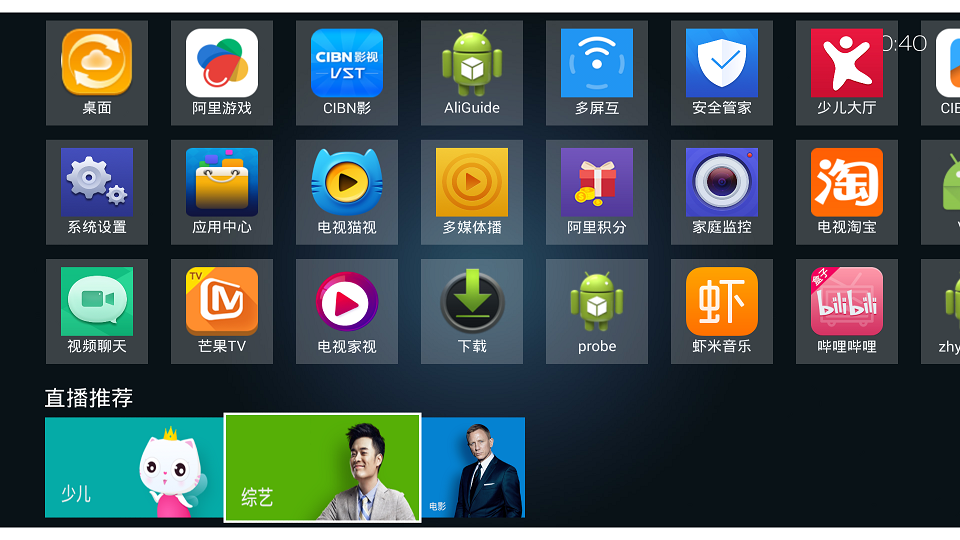 0:40
CIBN影视
VST
桌面
阿里游戏
CIBN影
AliGuide
多屏互
安全管家
少儿大厅
淘
系统设置
应用中心
电视猫视
多媒体播
阿里积分
家庭监控
电视淘宝
TV
虾
盒子
bilibili
视频聊天
芒果TV
电视家视
下载
probe
虾米音乐
哔哩哔哩
zhy
直播推荐
少儿
综艺
电影